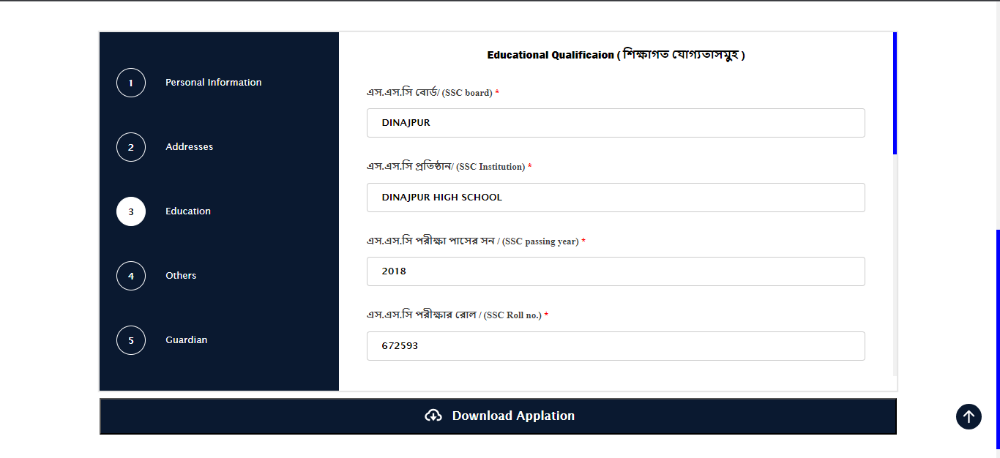 1 Personal Information
2 Addresses
3 Education
4 Others
5 Guardian
Educational Qualificaion ( শিক্ষাগত যোগ্যতাসমুহ )
এস.এস.সি বোর্ড/ (SSC board) *
DINAJPUR
এস.এস.সি প্রতিষ্ঠান/ (SSC Institution) *
DINAJPUR HIGH SCHOOL
এস.এস.সি পরীক্ষা পাসের সন / (SSC passing year) *
2018
এস.এস.সি পরীক্ষার রোল / (SSC Roll no.) *
672593
Download Applation